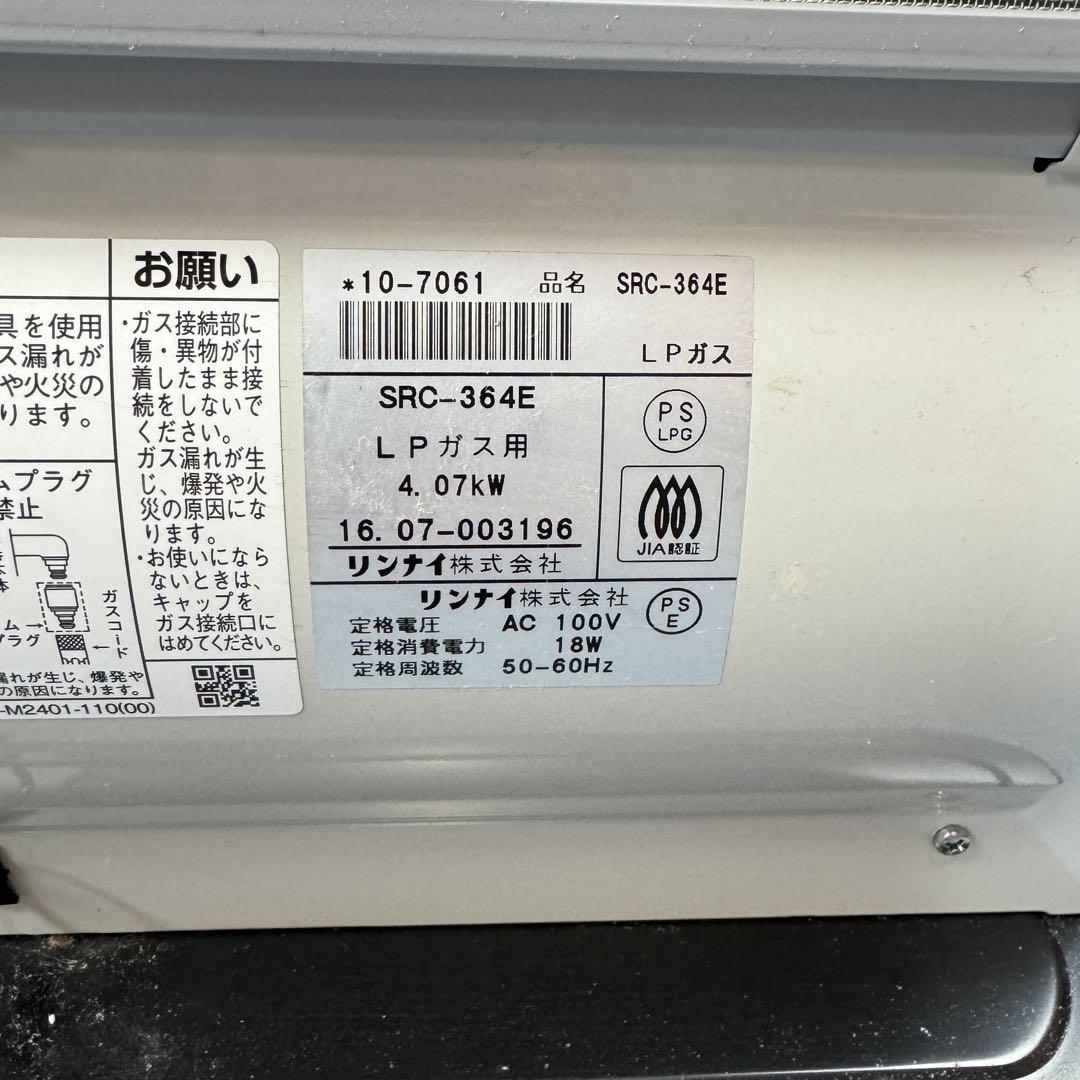 お願い
具を使用
ス漏れが
や火災の
ります。
ムプラグ
禁止
ガスコード
プラグ
漏れが生じ、爆発や
の原因になります。
-M2401-110(00)
・ガス接続部に
傷・異物が付
着したまま接
続をしないで
ください。
ガス漏れが生
じ、爆発や火
災の原因にな
ります。
・お使いになら
ないときは、
キャップを
ガス接続口に
はめてください。
*10-7061 品名 SRC-364E
LPガス
SRC-364E
LPガス用
4.07kW
16.07-003196
リンナイ株式会社
PS
LPG
JIA認証
リンナイ株式会社
PS
E
定格電圧 AC 100V
定格消費電力 18W
定格周波数 50-60Hz